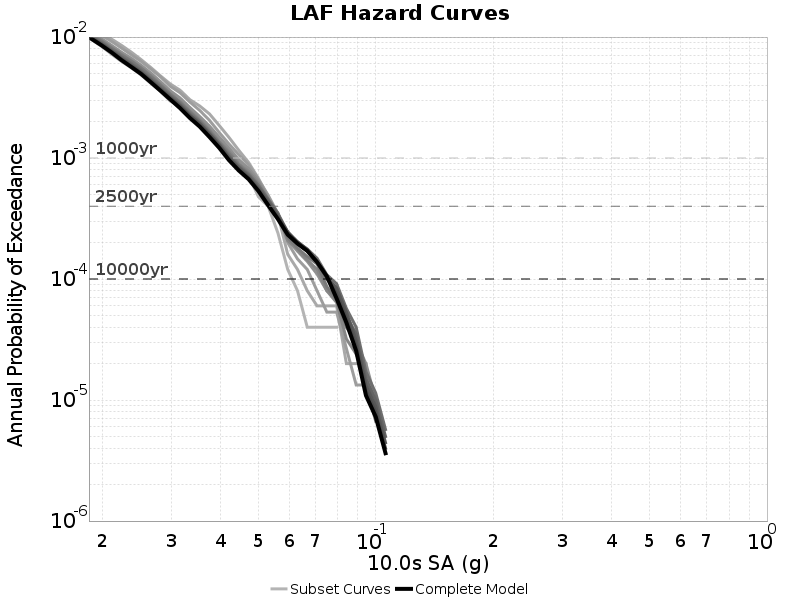 LAF Hazard Curves
Annual Probability of Exceedance
10^-2
10^-3
10^-4
10^-5
10^-6
1000yr
2500yr
10000yr
2 3 4 5 6 7 10^-1 2 3 4 5 6 7 10^0
10.0s SA (g)
Subset Curves Complete Model